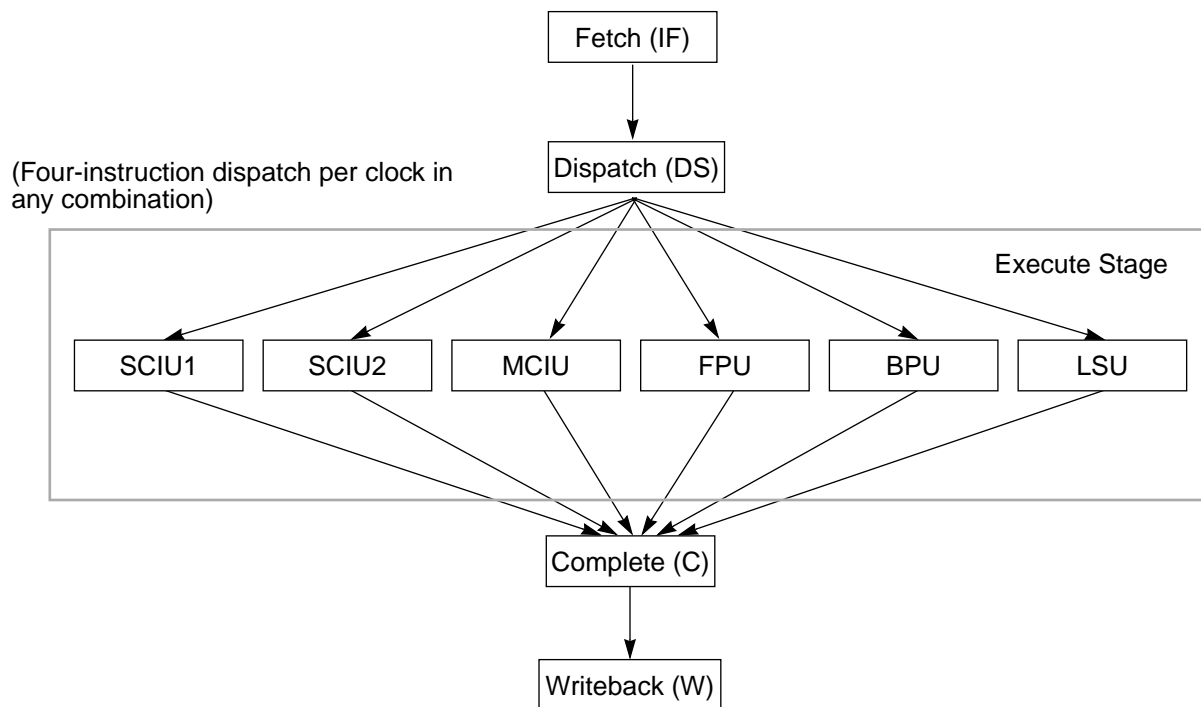 Fetch (IF)
Dispatch (DS)
(Four-instruction dispatch per clock in
any combination)
Execute Stage
SCIU1
SCIU2
MCIU
FPU
BPU
LSU
Complete (C)
Writeback (W)